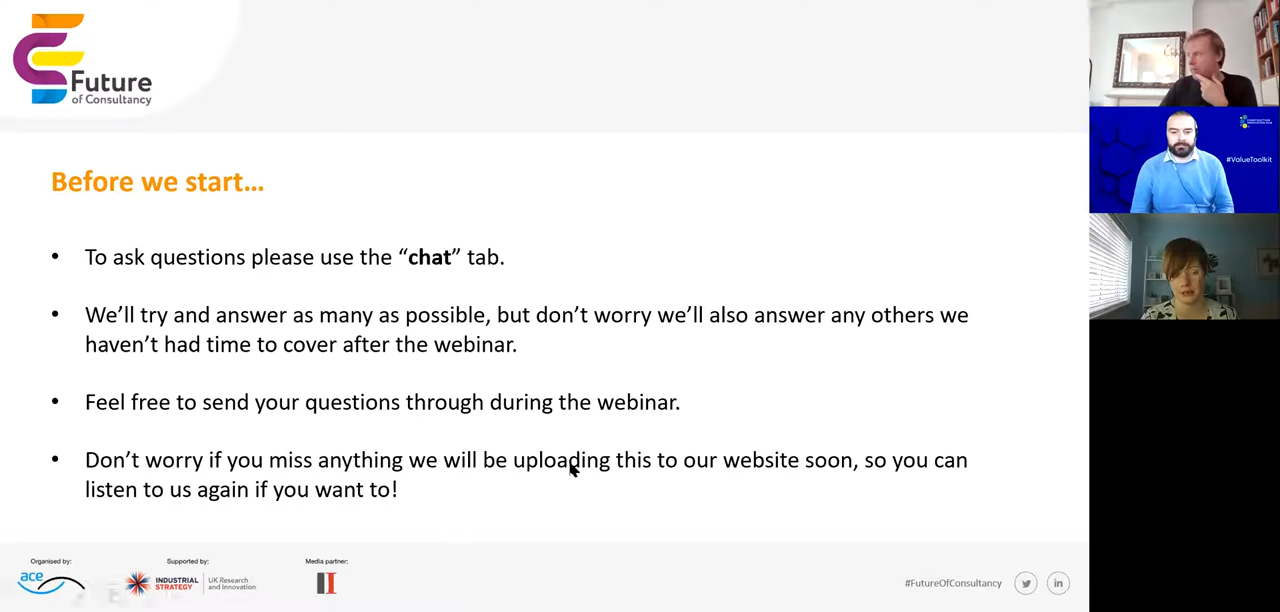 Future
of Consultancy
Before we start...
• To ask questions please use the “chat” tab.
• We’ll try and answer as many as possible, but don’t worry we’ll also answer any others we
haven’t had time to cover after the webinar.
• Feel free to send your questions through during the webinar.
• Don’t worry if you miss anything we will be uploading this to our website soon, so you can
listen to us again if you want to!
Organised by:
ace
Supported by:
INDUSTRIAL
STRATEGY
UK Research
and Innovation
Media partner:
#FutureOfConsultancy
in
CONSTRUCTION
INNOVATION HUB
#ValueToolkit